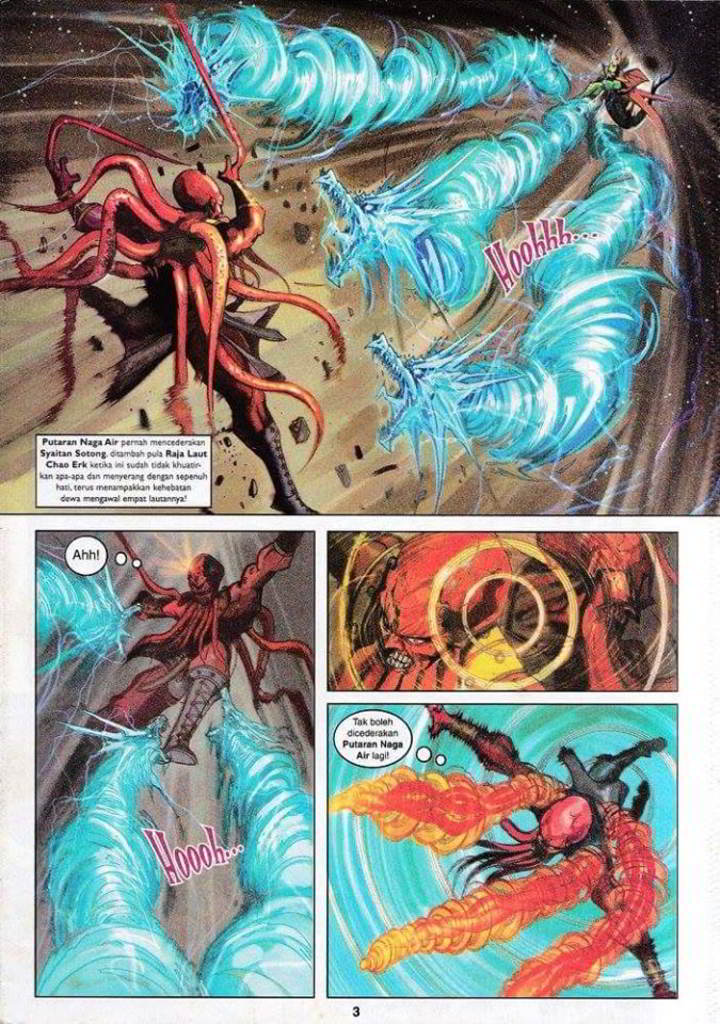 Hoohhh...
Putaran Naga Air pernah mencederakan
Syaitan Sotong, ditambah pula Raja Laut
Chao Erk ketika ini sudah tidak khuatir-
kan apa-apa dan menyerang dengan sepenuh
hati, terus menampakkan kehebatan
dewa mengawal empat lautannya!
Ahh!
Hoooh...
Tak boleh
dicederakan
Putaran Naga
Air lagi!
3